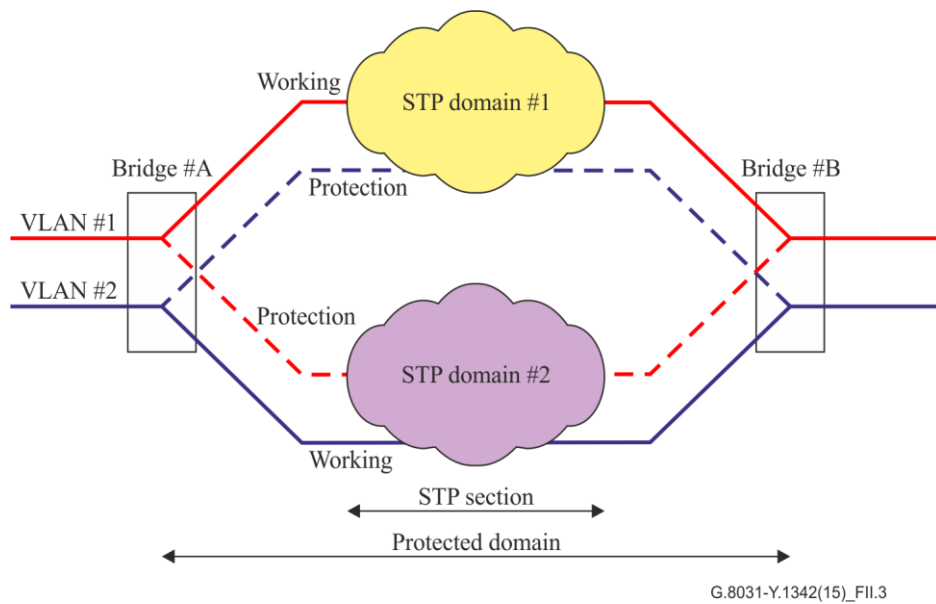 Working
STP domain #1
Bridge #A
Protection
Bridge #B
VLAN #1
VLAN #2
Protection
STP domain #2
Working
STP section
Protected domain
G.8031-Y.1342(15)_FII.3